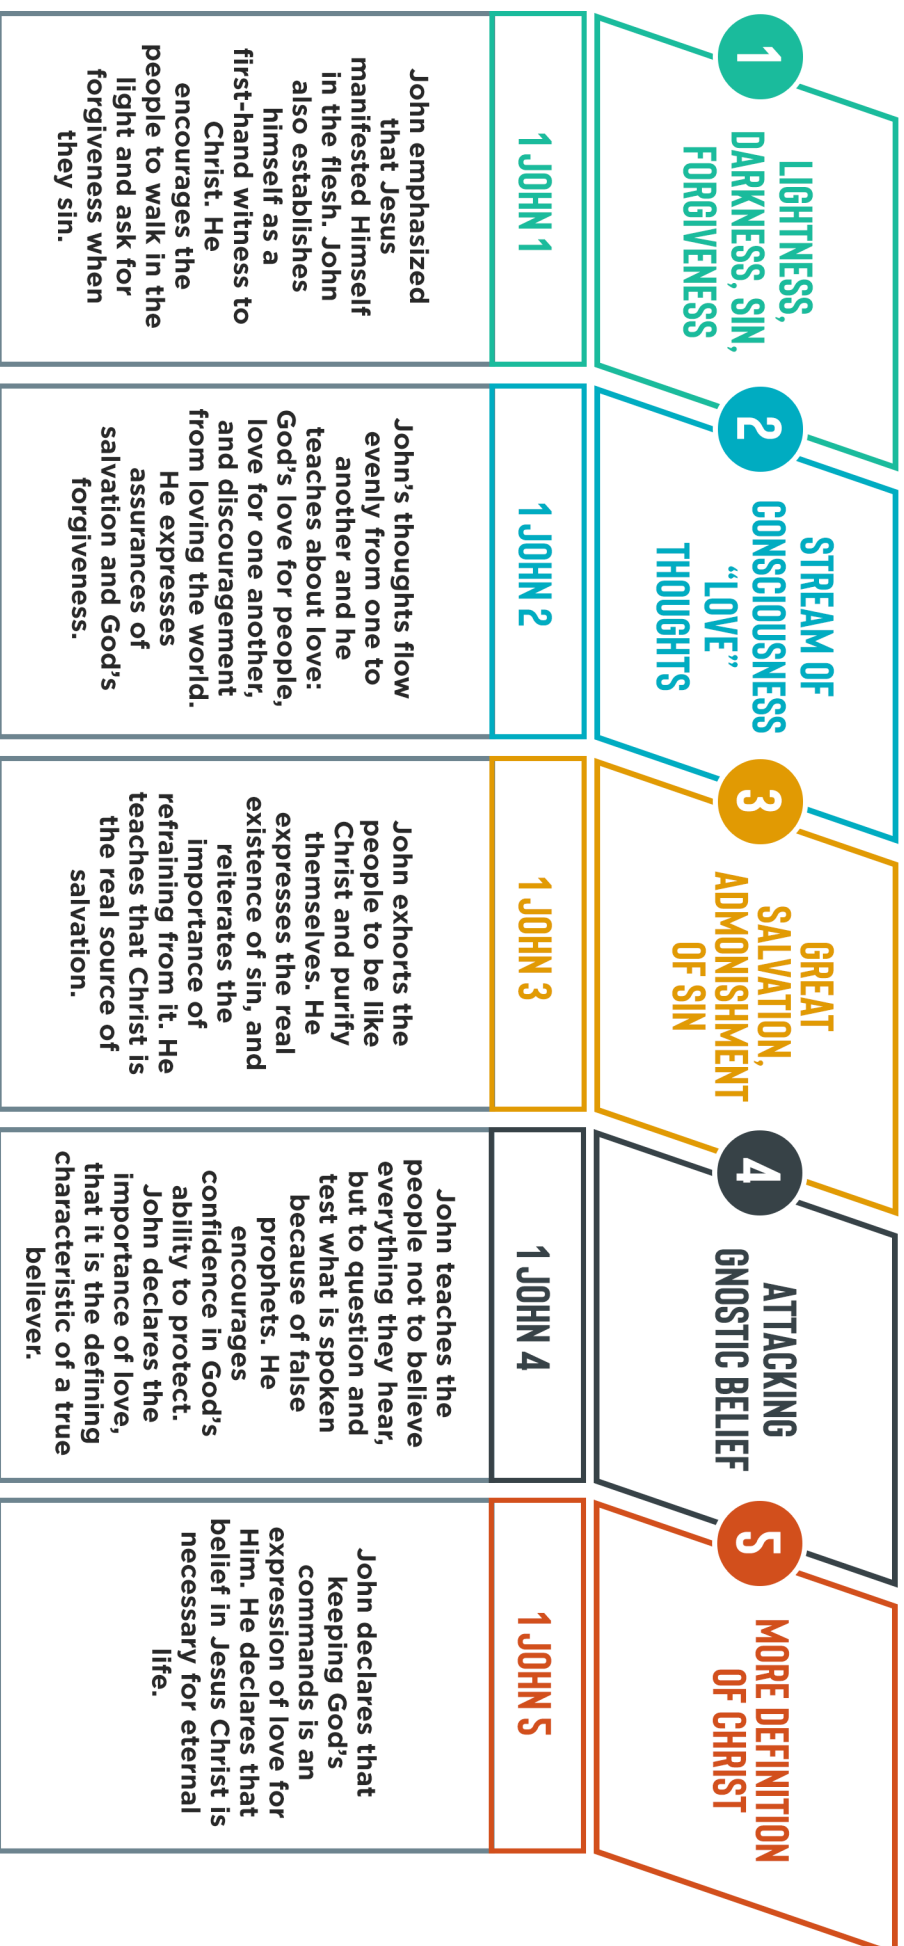 1
LIGHTNESS,
DARKNESS, SIN,
FORGIVENESS
1 JOHN 1
John emphasized
that Jesus
manifested Himself
in the flesh. John
also establishes
himself as a
first-hand witness to
Christ. He
encourages the
people to walk in the
light and ask for
forgiveness when
they sin.
2
STREAM OF
CONSCIOUSNESS
“LOVE”
THOUGHTS
1 JOHN 2
John’s thoughts flow
evenly from one to
another and he
teaches about love:
God’s love for people,
love for one another,
and discouragement
from loving the world.
He expresses
assurances of
salvation and God’s
forgiveness.
3
GREAT
SALVATION,
ADMONISHMENT
OF SIN
1 JOHN 3
John exhorts the
people to be like
Christ and purify
themselves. He
expresses the real
existence of sin, and
reiterates the
importance of
refraining from it. He
teaches that Christ is
the real source of
salvation.
4
ATTACKING
GNOSTIC BELIEF
1 JOHN 4
John teaches the
people not to believe
everything they hear,
but to question and
test what is spoken
because of false
prophets. He
encourages
confidence in God’s
ability to protect.
John declares the
importance of love,
that it is the defining
characteristic of a true
believer.
5
MORE DEFINITION
OF CHRIST
1 JOHN 5
John declares that
keeping God’s
commands is an
expression of love for
Him. He declares that
belief in Jesus Christ is
necessary for eternal
life.